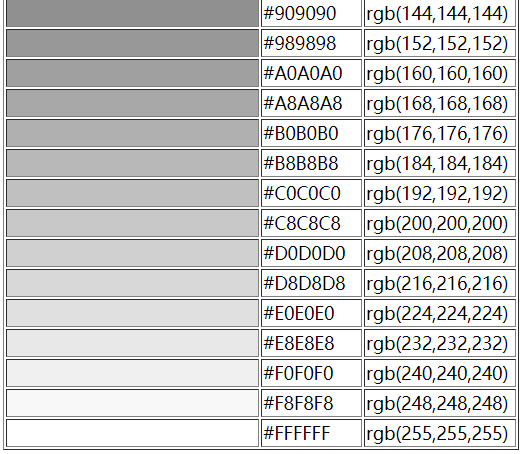 #909090 rgb(144,144,144)
#989898 rgb(152,152,152)
#A0A0A0 rgb(160,160,160)
#A8A8A8 rgb(168,168,168)
#B0B0B0 rgb(176,176,176)
#B8B8B8 rgb(184,184,184)
#C0C0C0 rgb(192,192,192)
#C8C8C8 rgb(200,200,200)
#D0D0D0 rgb(208,208,208)
#D8D8D8 rgb(216,216,216)
#E0E0E0 rgb(224,224,224)
#E8E8E8 rgb(232,232,232)
#F0F0F0 rgb(240,240,240)
#F8F8F8 rgb(248,248,248)
#FFFFFF rgb(255,255,255)